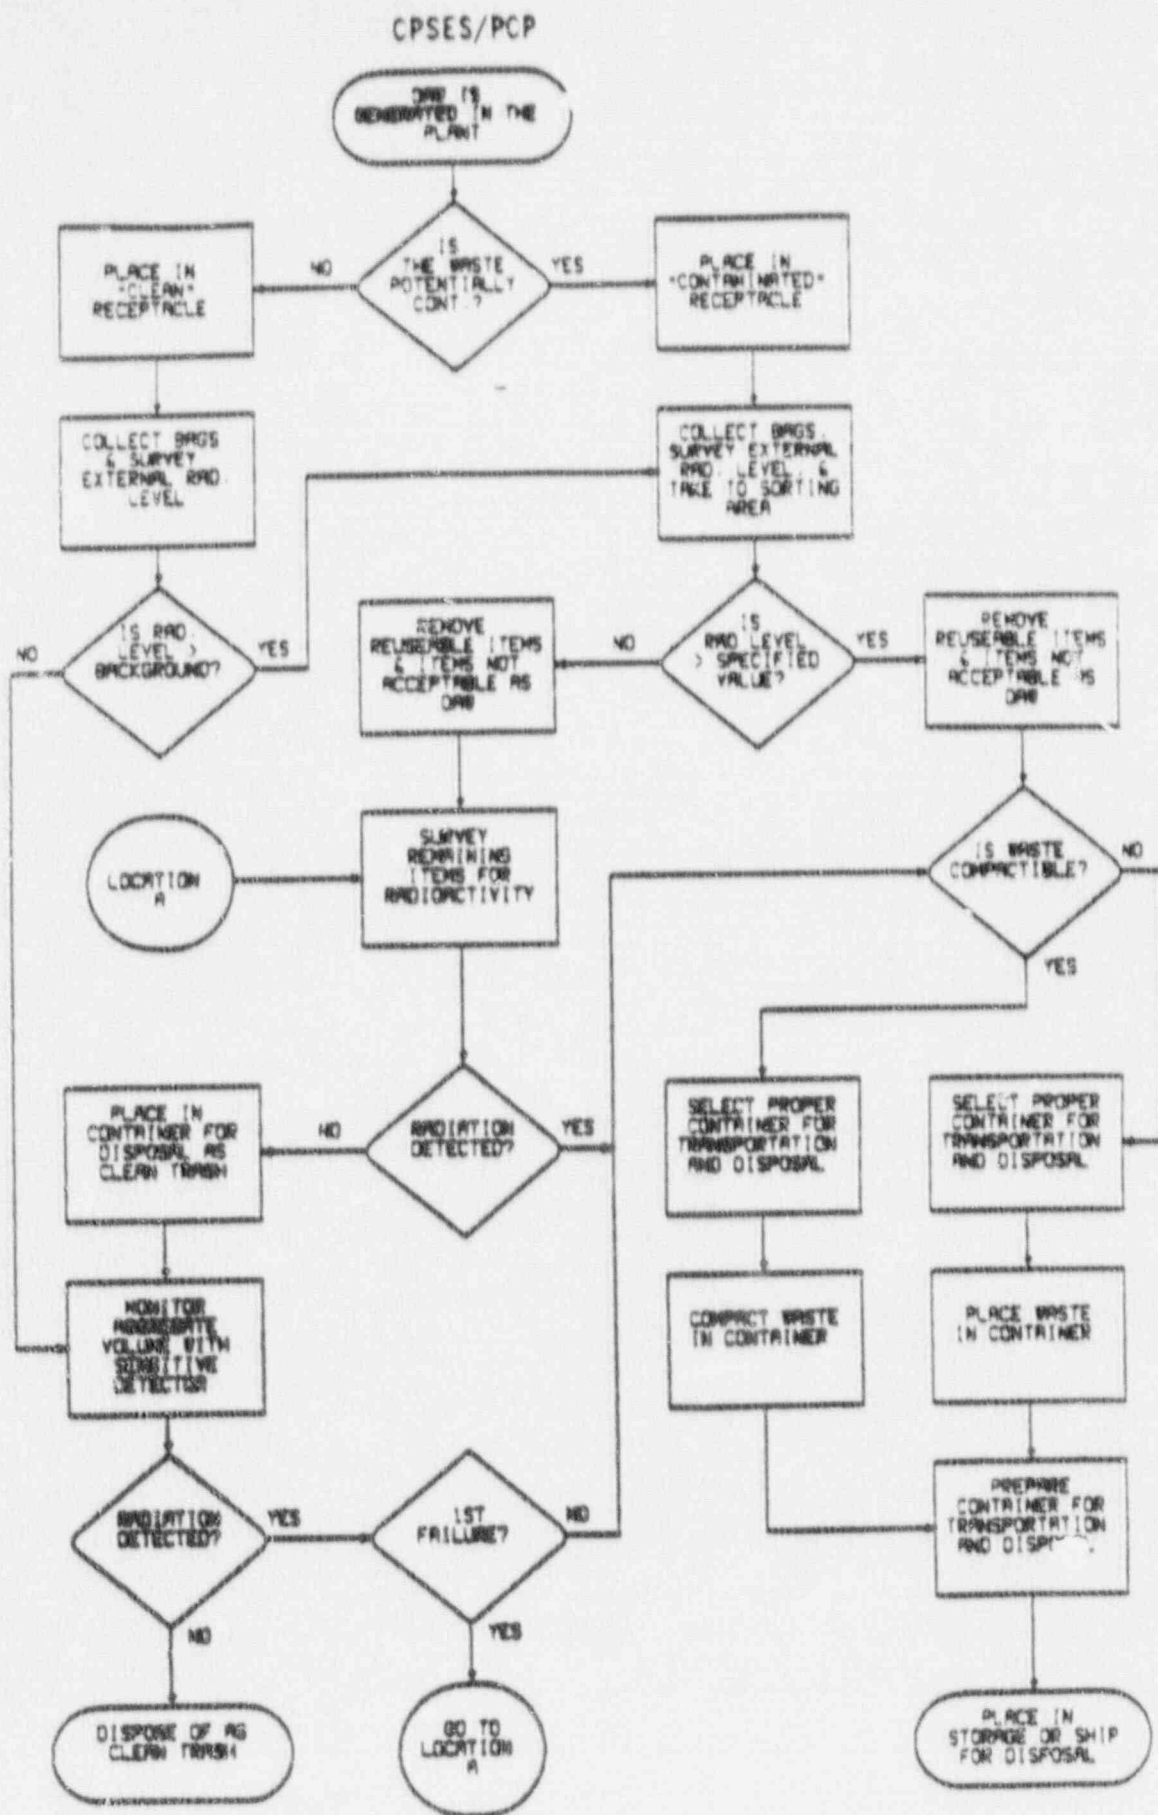 CPSES/PCP
DAW IS
GENERATED IN THE
PLANT
IS
THE WASTE
POTENTIALLY
CONT.?
NO
YES
PLACE IN
"CLEAN"
RECEPTACLE
PLACE IN
"CONTAMINATED"
RECEPTACLE
COLLECT BAGS
& SURVEY
EXTERNAL RAD.
LEVEL
COLLECT BAGS,
SURVEY EXTERNAL
RAD. LEVEL, &
TAKE TO SORTING
AREA
IS RAD.
LEVEL >
BACKGROUND?
NO
YES
REMOVE
REUSEABLE ITEMS
& ITEMS NOT
ACCEPTABLE AS
DAW
NO
IS
RAD LEVEL
> SPECIFIED
VALUE?
YES
REMOVE
REUSEABLE ITEMS
& ITEMS NOT
ACCEPTABLE AS
DAW
LOCATION
A
SURVEY
REMAINING
ITEMS FOR
RADIOACTIVITY
IS WASTE
COMPACTIBLE?
NO
YES
PLACE IN
CONTAINER FOR
DISPOSAL AS
CLEAN TRASH
NO
RADIATION
DETECTED?
YES
SELECT PROPER
CONTAINER FOR
TRANSPORTATION
AND DISPOSAL
SELECT PROPER
CONTAINER FOR
TRANSPORTATION
AND DISPOSAL
MONITOR
AGGREGATE
VOLUME WITH
SENSITIVE
DETECTOR
COMPACT WASTE
IN CONTAINER
PLACE WASTE
IN CONTAINER
RADIATION
DETECTED?
YES
NO
1ST
FAILURE?
NO
YES
PREPARE
CONTAINER FOR
TRANSPORTATION
AND
DISPOSE OF AS
CLEAN TRASH
GO TO
LOCATION
A
PLACE IN
STORAGE OR SHIP
FOR DISPOSAL